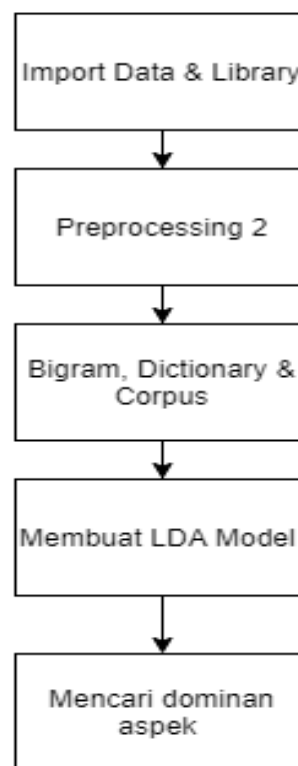 Import Data & Library
Preprocessing 2
Bigram, Dictionary &
Corpus
Membuat LDA Model
Mencari dominan
aspek